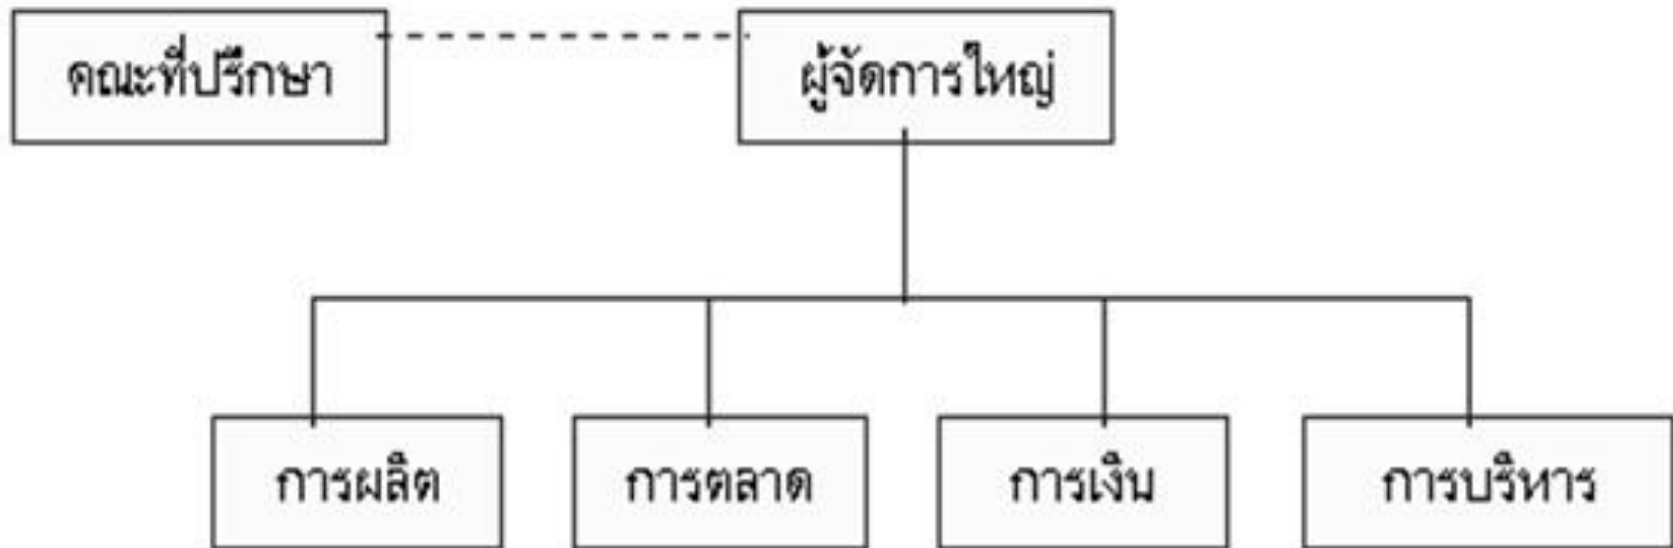 คณะที่ปรึกษา
ผู้จัดการใหญ่
การผลิต
การตลาด
การเงิน
การบริหาร